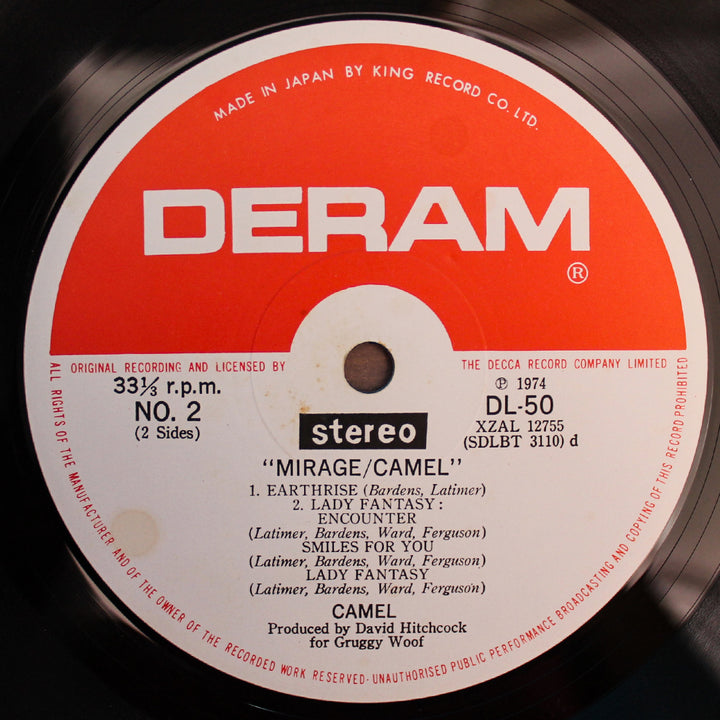 MADE IN JAPAN BY KING RECORD CO. LTD.
DERAM
®
ORIGINAL RECORDING AND LICENSED BY THE DECCA RECORD COMPANY LIMITED
33⅓ r.p.m.
NO. 2
(2 Sides)
℗ 1974
DL-50
XZAL 12755
(SDLBT 3110) d
stereo
"MIRAGE/CAMEL"
1. EARTHRISE (Bardens, Latimer)
2. LADY FANTASY :
ENCOUNTER
(Latimer, Bardens, Ward, Ferguson)
SMILES FOR YOU
(Latimer, Bardens, Ward, Ferguson)
LADY FANTASY
(Latimer, Bardens, Ward, Ferguson)
CAMEL
Produced by David Hitchcock
for Gruggy Woof
ALL RIGHTS OF THE MANUFACTURER AND OF THE OWNER OF THE RECORDED WORK RESERVED· UNAUTHORISED PUBLIC PERFORMANCE BROADCASTING AND COPYING OF THIS RECORD PROHIBITED